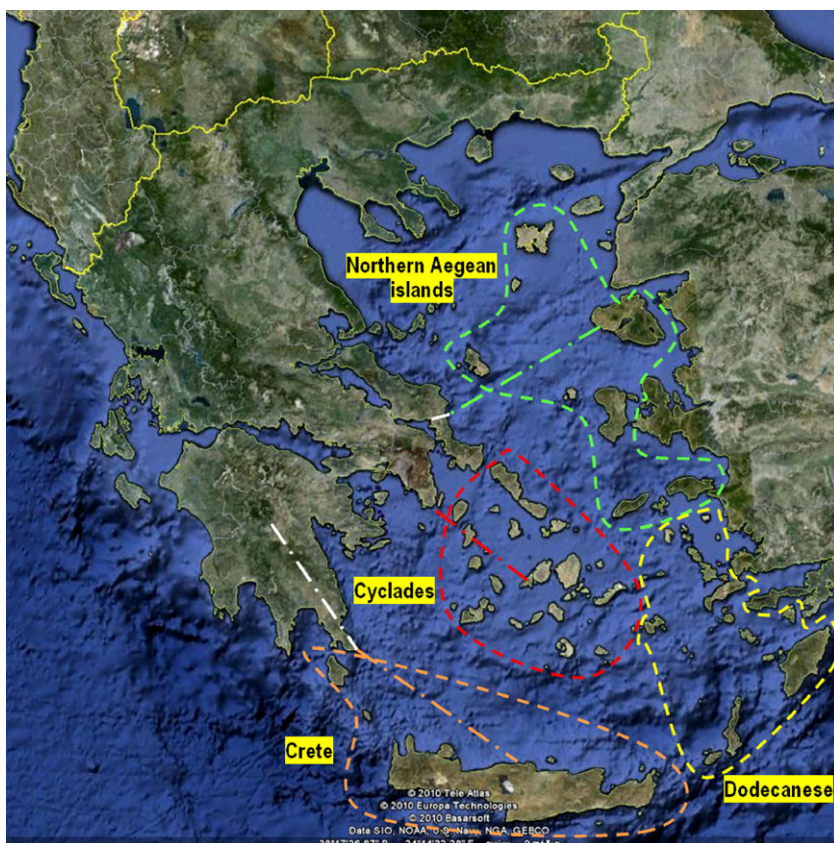 Northern Aegean
islands
Cyclades
Crete
Dodecanese
© 2010 Tele Atlas
© 2010 Europa Technologies
© 2010 Basarsoft
Data SIO, NOAA, U.S. Navy, NGA, GEBCO